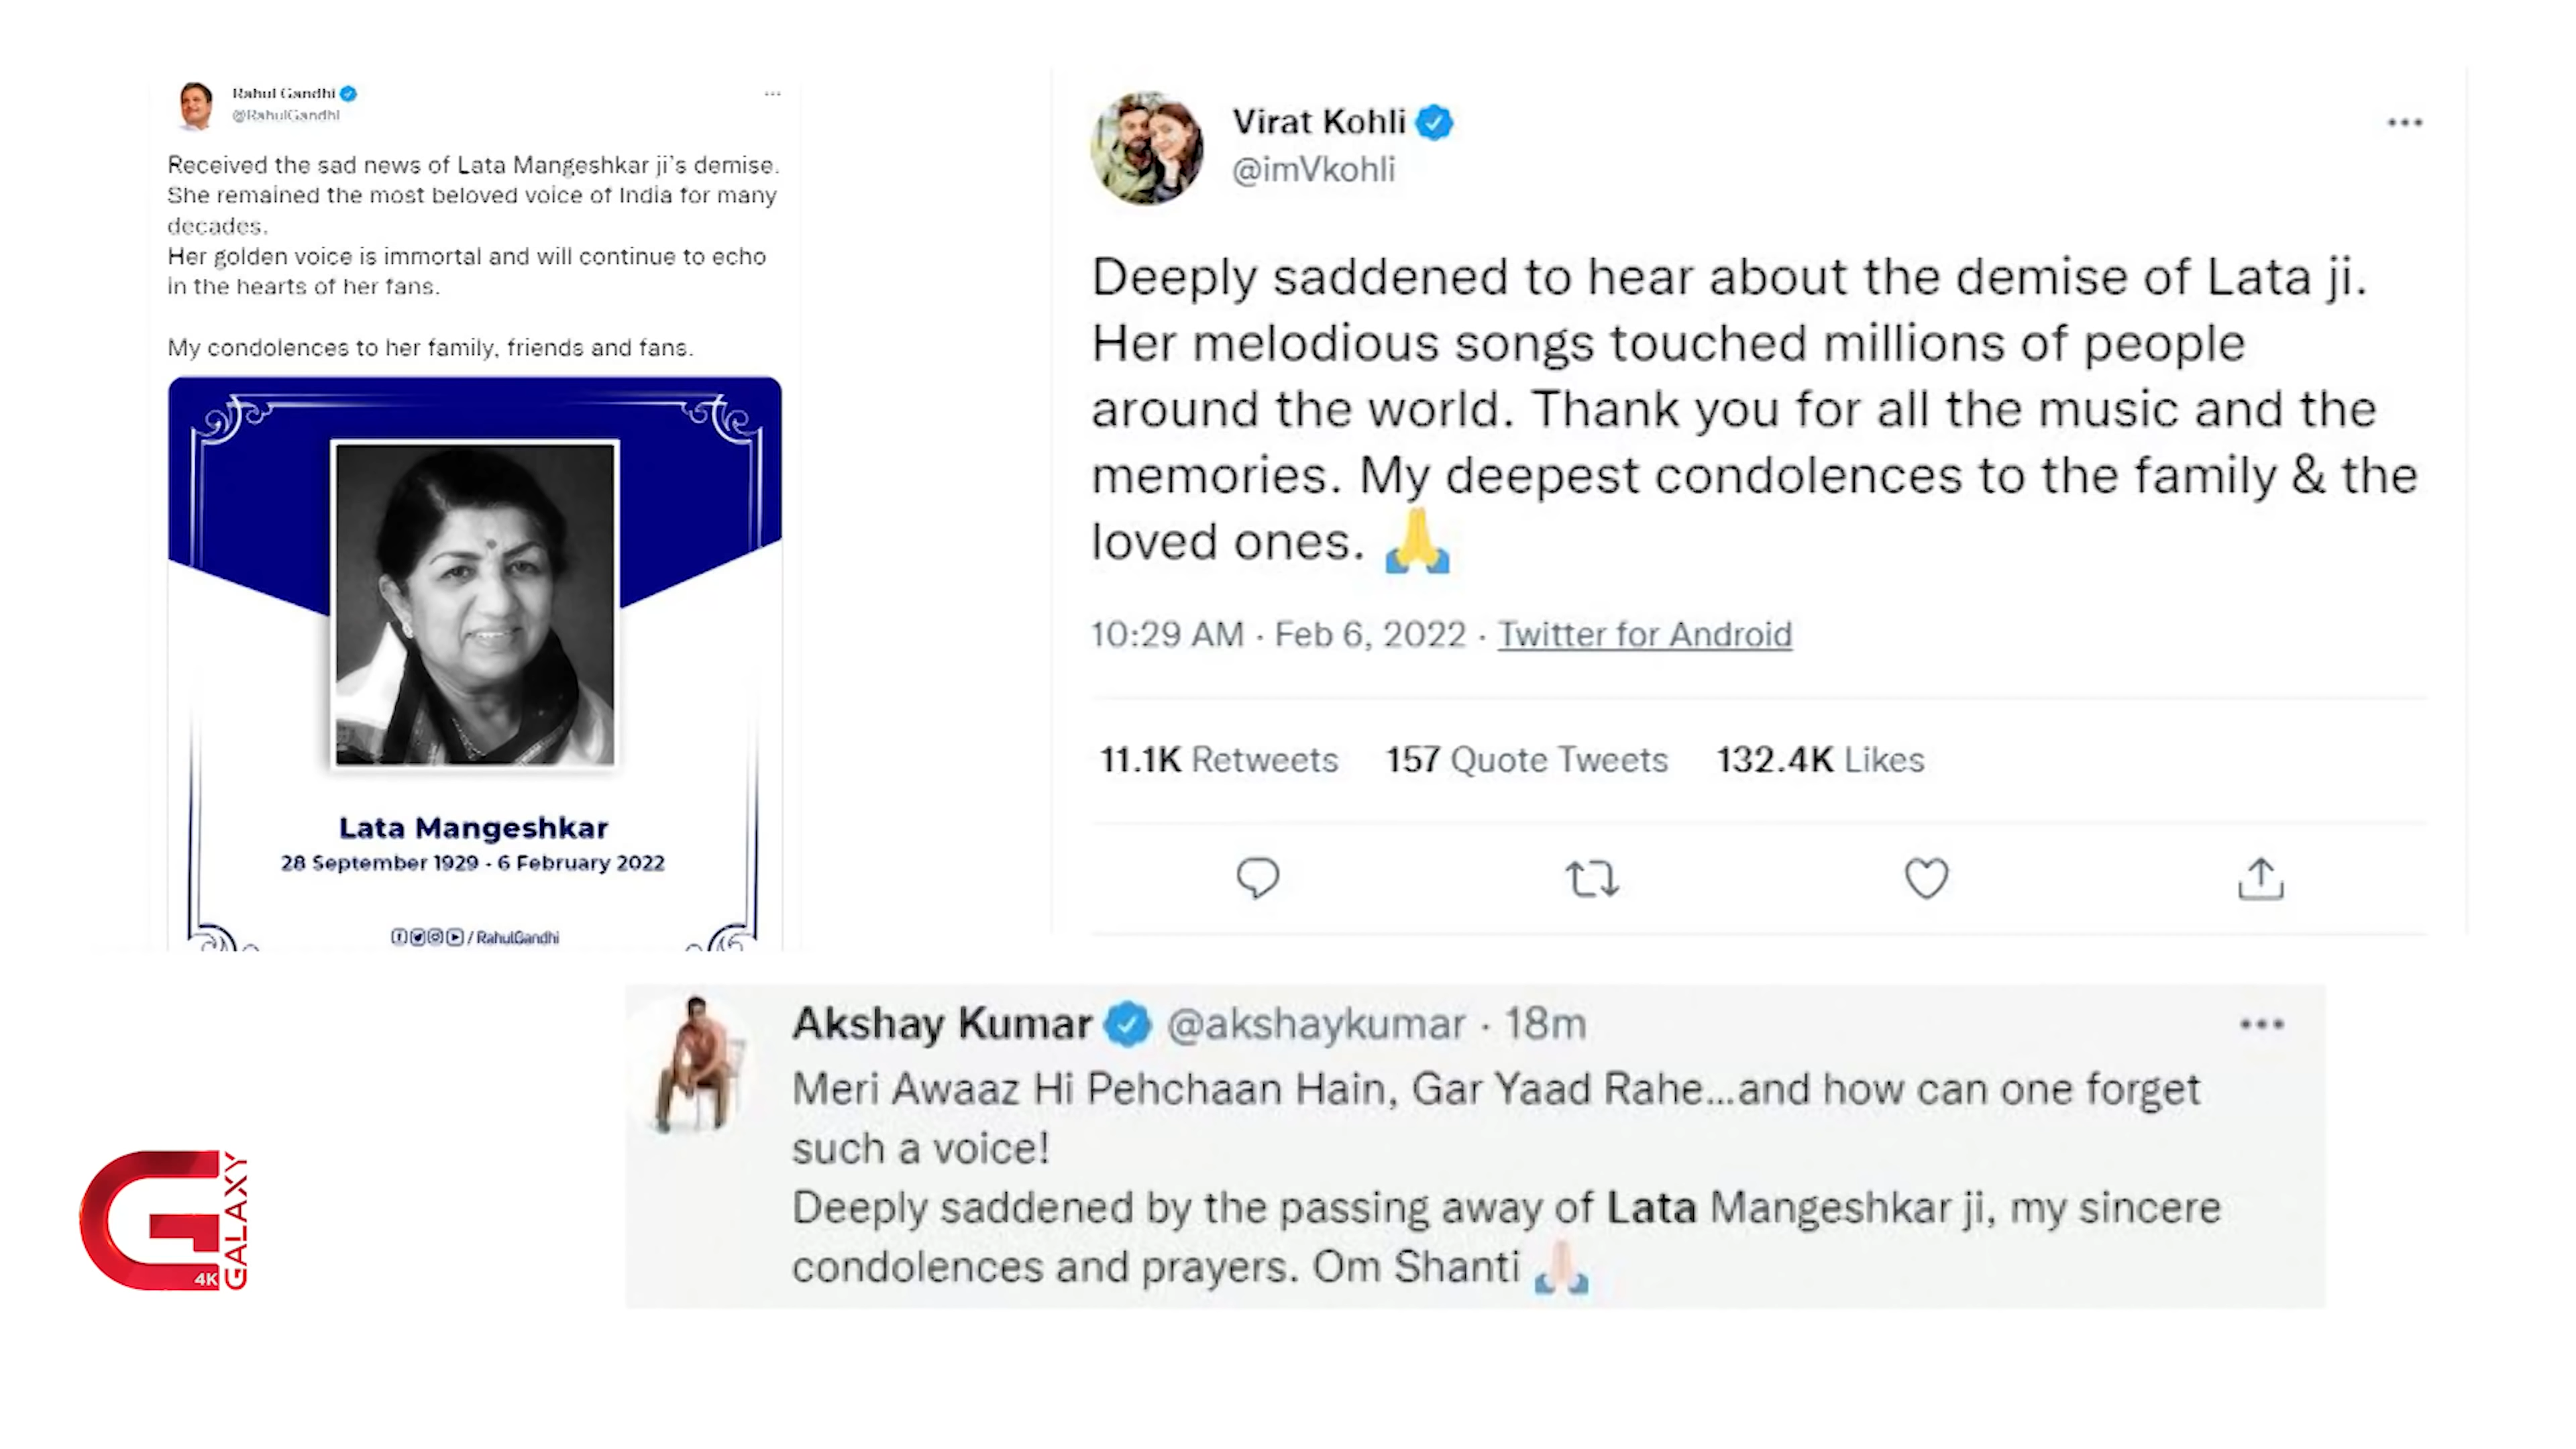 Rahul Gandhi
@RahulGandhi
Received the sad news of Lata Mangeshkar ji's demise.
She remained the most beloved voice of India for many
decades.
Her golden voice is immortal and will continue to echo
in the hearts of her fans.
My condolences to her family, friends and fans.
Lata Mangeshkar
28 September 1929 - 6 February 2022
/ RahulGandhi
Virat Kohli
@imVkohli
Deeply saddened to hear about the demise of Lata ji.
Her melodious songs touched millions of people
around the world. Thank you for all the music and the
memories. My deepest condolences to the family & the
loved ones. 🙏
10:29 AM · Feb 6, 2022 · Twitter for Android
11.1K Retweets 157 Quote Tweets 132.4K Likes
Akshay Kumar @akshaykumar · 18m
Meri Awaaz Hi Pehchaan Hain, Gar Yaad Rahe...and how can one forget
such a voice!
Deeply saddened by the passing away of Lata Mangeshkar ji, my sincere
condolences and prayers. Om Shanti 🙏🏻
G
4K
GALAXY